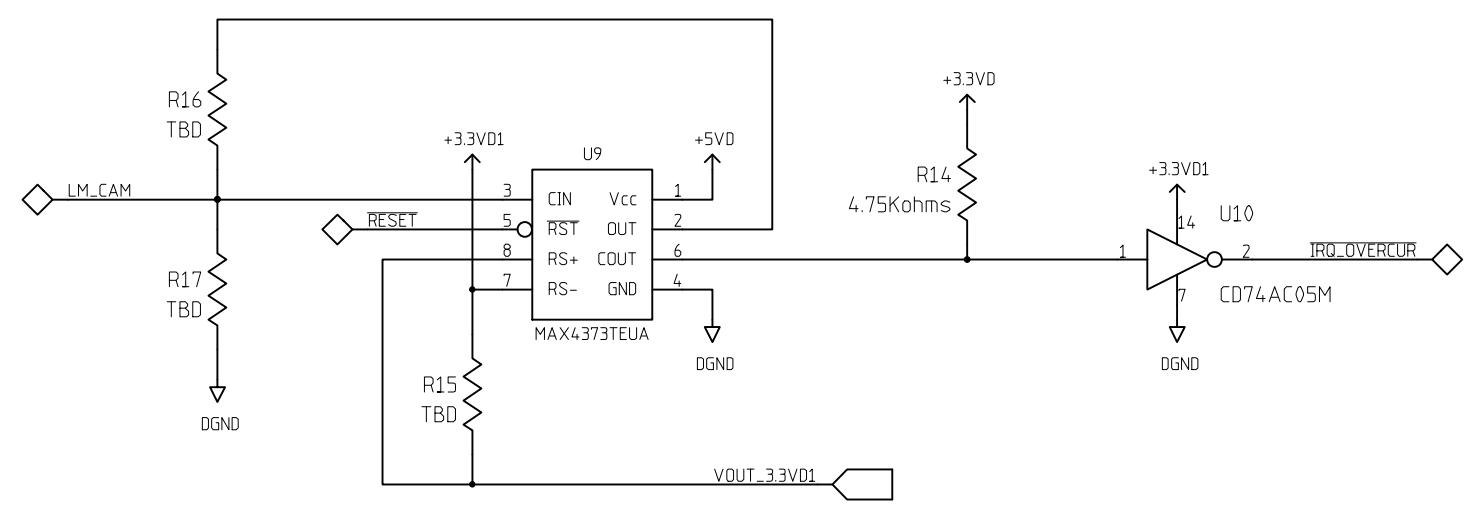 +3.3VD
R16
TBD
+3.3VD1
U9
+5VD
R14
4.75Kohms
+3.3VD1
LM_CAM
3
CIN
Vcc
1
14
U10
RESET
5
RST
OUT
2
8
RS+
COUT
6
1
2
IRQ_OVERCUR
R17
TBD
7
RS-
GND
4
7
CD74AC05M
MAX4373TEUA
DGND
DGND
R15
TBD
DGND
VOUT_3.3VD1